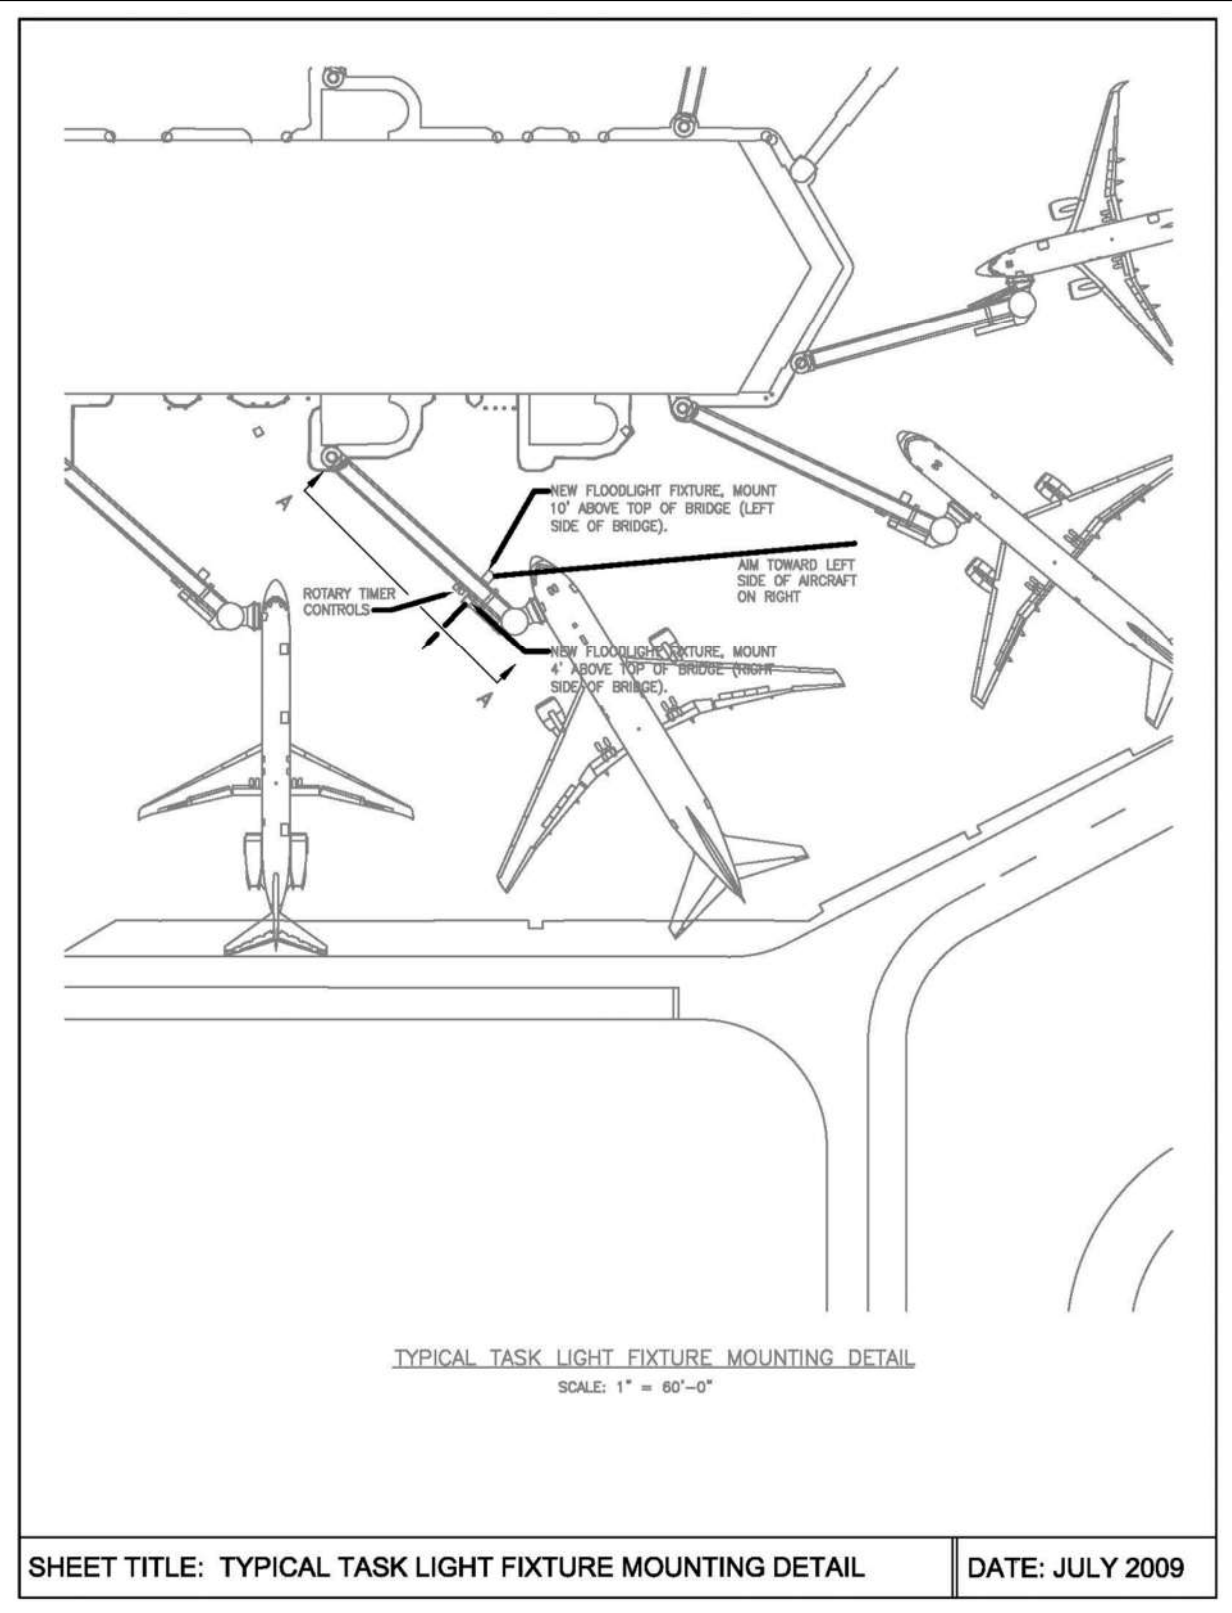 NEW FLOODLIGHT FIXTURE, MOUNT
10' ABOVE TOP OF BRIDGE (LEFT
SIDE OF BRIDGE).
A
AIM TOWARD LEFT
SIDE OF AIRCRAFT
ON RIGHT
ROTARY TIMER
CONTROLS
NEW FLOODLIGHT FIXTURE, MOUNT
4' ABOVE TOP OF BRIDGE (RIGHT
SIDE OF BRIDGE).
A
TYPICAL TASK LIGHT FIXTURE MOUNTING DETAIL
SCALE: 1" = 60'-0"
SHEET TITLE: TYPICAL TASK LIGHT FIXTURE MOUNTING DETAIL
DATE: JULY 2009